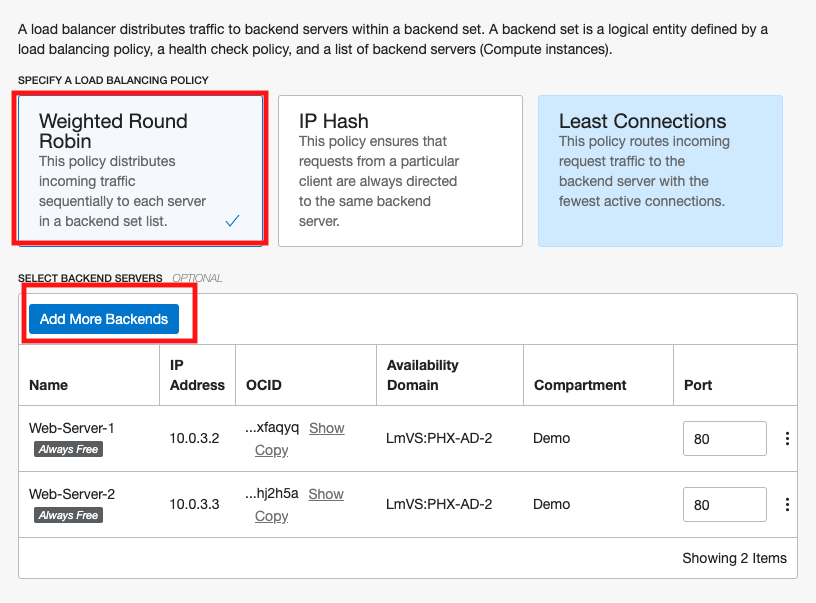 A load balancer distributes traffic to backend servers within a backend set. A backend set is a logical entity defined by a
load balancing policy, a health check policy, and a list of backend servers (Compute instances).
SPECIFY A LOAD BALANCING POLICY
Weighted Round
Robin
This policy distributes
incoming traffic
sequentially to each server
in a backend set list.
IP Hash
This policy ensures that
requests from a particular
client are always directed
to the same backend
server.
Least Connections
This policy routes incoming
request traffic to the
backend server with the
fewest active connections.
SELECT BACKEND SERVERS OPTIONAL
Add More Backends
Name
IP
Address
OCID
Availability
Domain
Compartment
Port
Web-Server-1
Always Free
10.0.3.2
...xfaqyq Show
Copy
LmVS:PHX-AD-2
Demo
80
Web-Server-2
Always Free
10.0.3.3
...hj2h5a Show
Copy
LmVS:PHX-AD-2
Demo
80
Showing 2 Items